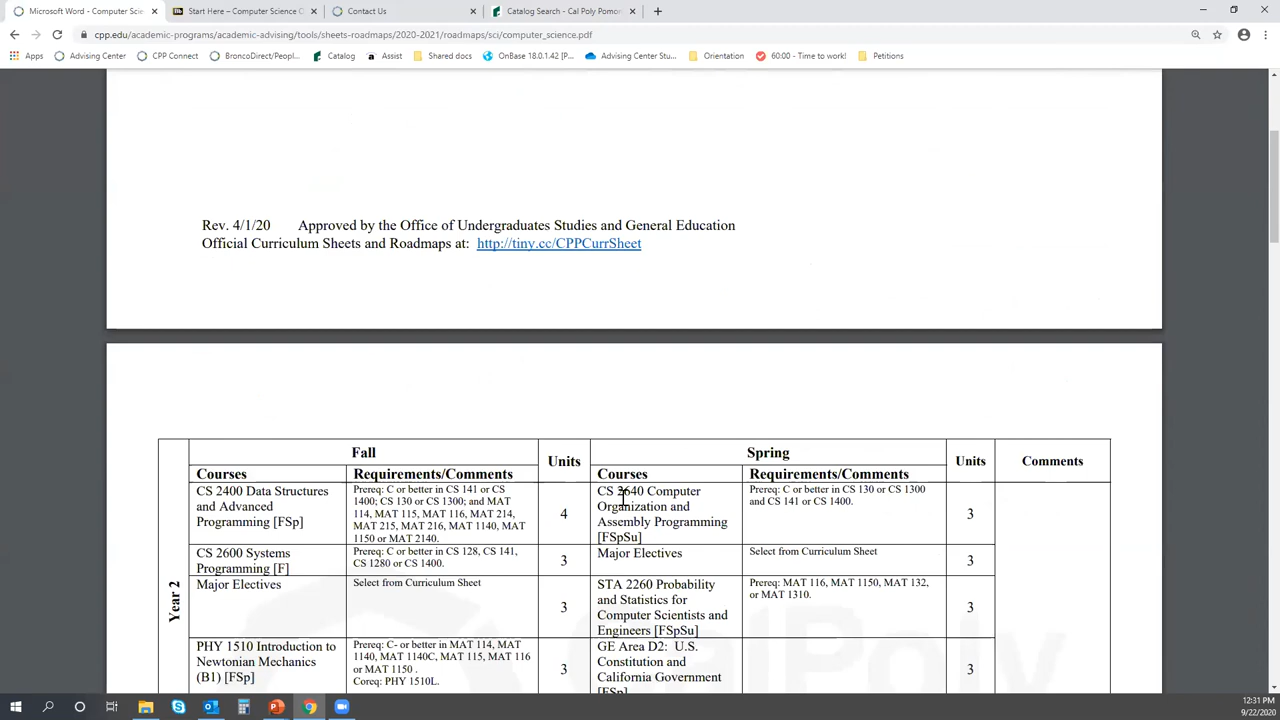 Microsoft Word - Computer Scie
Start Here – Computer Science O
Contact Us
Catalog Search - Cal Poly Pomon
cpp.edu/academic-programs/academic-advising/tools/sheets-roadmaps/2020-2021/roadmaps/sci/computer_science.pdf
Apps
Advising Center
CPP Connect
BroncoDirect/Peopl...
Catalog
Assist
Shared docs
OnBase 18.0.1.42 [P...
Advising Center Stu...
Orientation
60:00 - Time to work!
Petitions
Rev. 4/1/20 Approved by the Office of Undergraduates Studies and General Education
Official Curriculum Sheets and Roadmaps at: http://tiny.cc/CPPCurrSheet
Year 2
Fall
Units
Spring
Units
Comments
Courses
Requirements/Comments
Courses
Requirements/Comments
CS 2400 Data Structures
and Advanced
Programming [FSp]
Prereq: C or better in CS 141 or CS
1400; CS 130 or CS 1300; and MAT
114, MAT 115, MAT 116, MAT 214,
MAT 215, MAT 216, MAT 1140, MAT
1150 or MAT 2140.
4
CS 2640 Computer
Organization and
Assembly Programming
[FSpSu]
Prereq: C or better in CS 130 or CS 1300
and CS 141 or CS 1400.
3
CS 2600 Systems
Programming [F]
Prereq: C or better in CS 128, CS 141,
CS 1280 or CS 1400.
3
Major Electives
Select from Curriculum Sheet
3
Major Electives
Select from Curriculum Sheet
3
STA 2260 Probability
and Statistics for
Computer Scientists and
Engineers [FSpSu]
Prereq: MAT 116, MAT 1150, MAT 132,
or MAT 1310.
3
PHY 1510 Introduction to
Newtonian Mechanics
(B1) [FSp]
Prereq: C- or better in MAT 114, MAT
1140, MAT 1140C, MAT 115, MAT 116
or MAT 1150 .
Coreq: PHY 1510L.
3
GE Area D2: U.S.
Constitution and
California Government
[FSp]
3
CalPoly
12:31 PM
9/22/2020